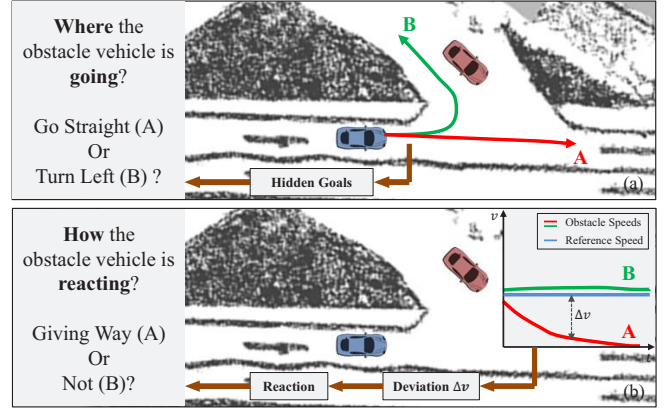 Where the
obstacle vehicle is
going?
Go Straight (A)
Or
Turn Left (B) ?
B
A
Hidden Goals
(a)
How the
obstacle vehicle is
reacting?
Giving Way (A)
Or
Not (B)?
v
Obstacle Speeds
Reference Speed
B
Δv
A
t
Reaction
Deviation Δv
(b)